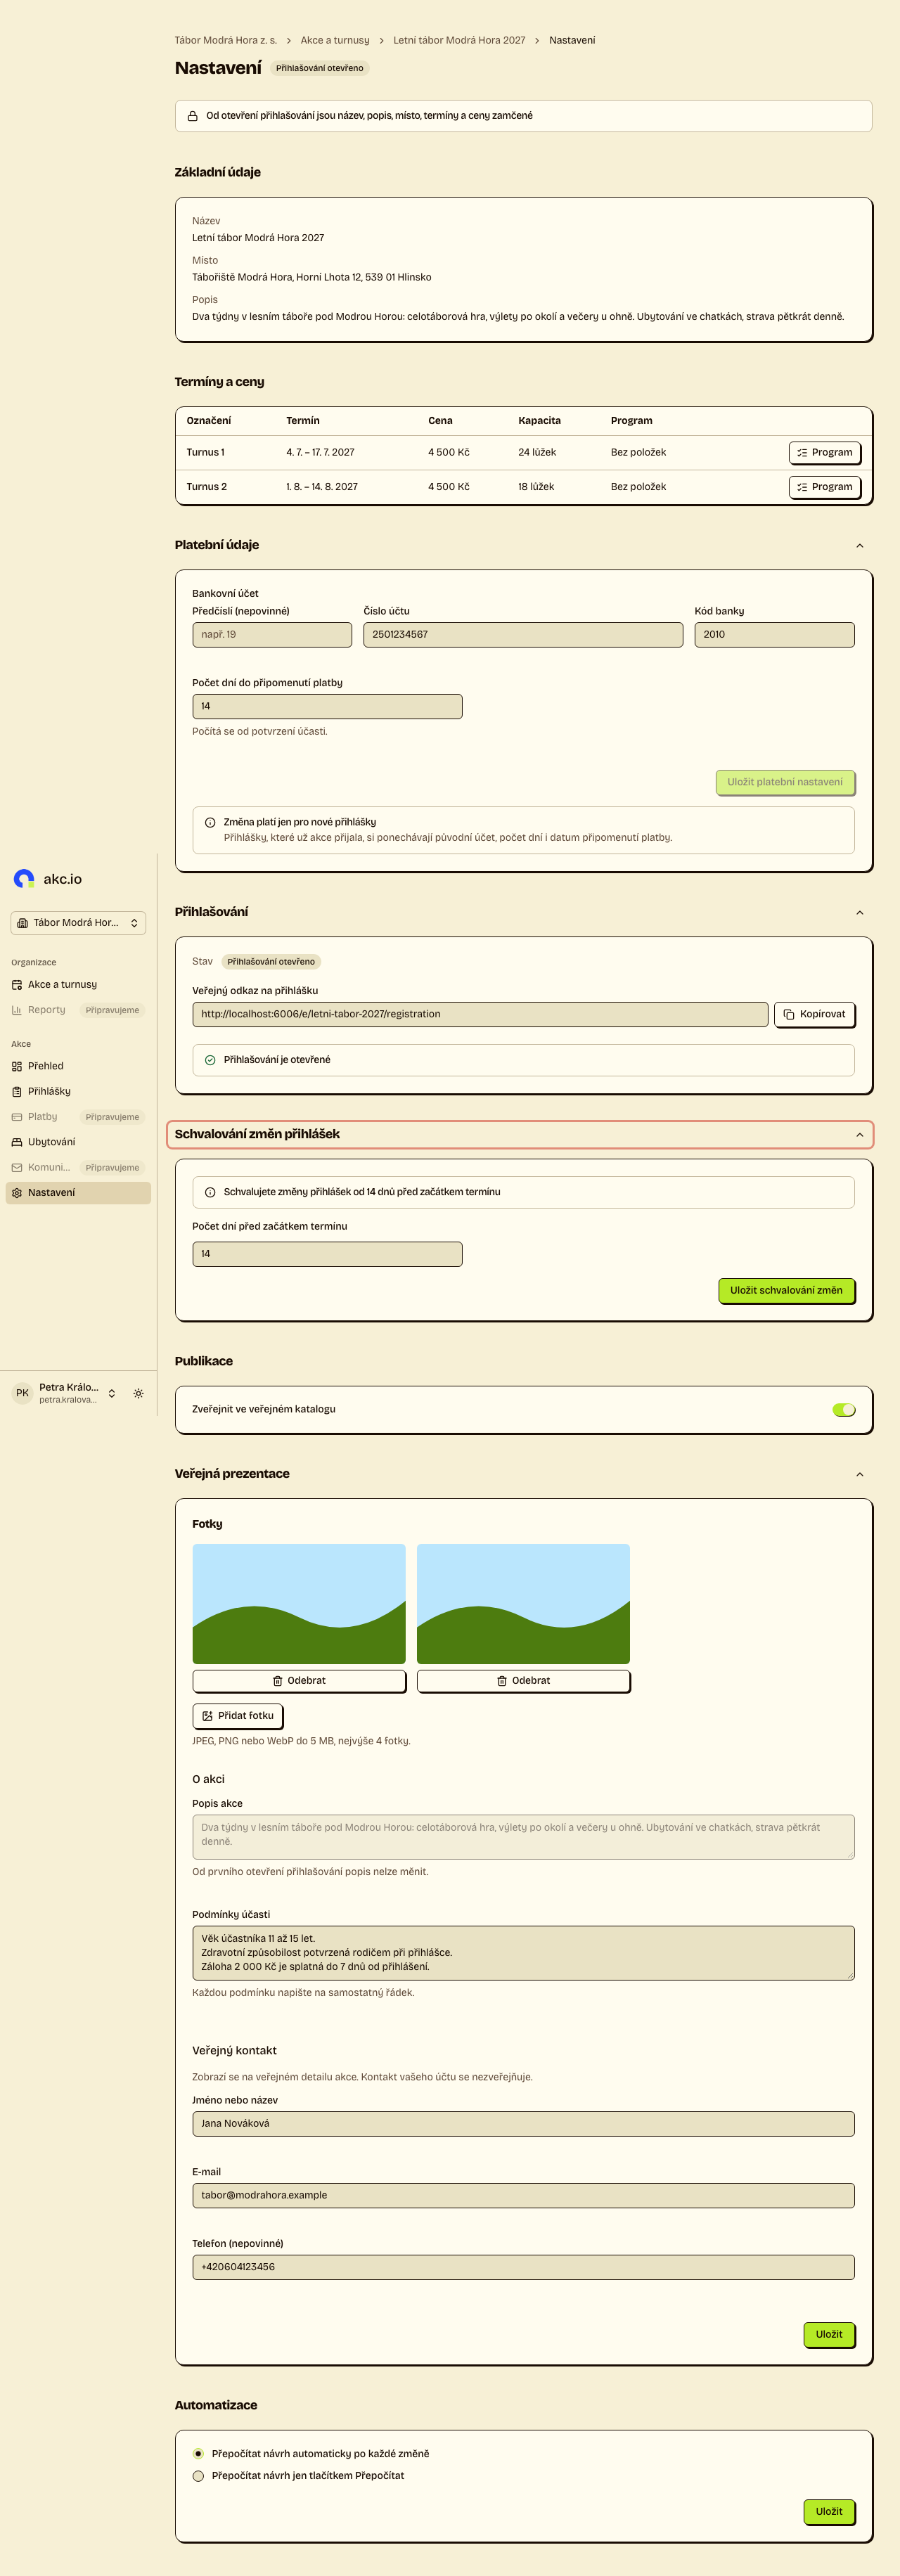 Tábor Modrá Hora z. s. > Akce a turnusy > Letní tábor Modrá Hora 2027 > Nastavení
Nastavení Přihlašování otevřeno
Od otevření přihlašování jsou název, popis, místo, termíny a ceny zamčené
Základní údaje
Název
Letní tábor Modrá Hora 2027
Místo
Tábořiště Modrá Hora, Horní Lhota 12, 539 01 Hlinsko
Popis
Dva týdny v lesním táboře pod Modrou Horou: celotáborová hra, výlety po okolí a večery u ohně. Ubytování ve chatkách, strava pětkrát denně.
Termíny a ceny
Označení Termín Cena Kapacita Program
Turnus 1 4. 7. – 17. 7. 2027 4 500 Kč 24 lůžek Bez položek Program
Turnus 2 1. 8. – 14. 8. 2027 4 500 Kč 18 lůžek Bez položek Program
Platební údaje
Bankovní účet
Předčíslí (nepovinné) Číslo účtu Kód banky
např. 19 2501234567 2010
Počet dní do připomenutí platby
14
Počítá se od potvrzení účasti.
Uložit platební nastavení
Změna platí jen pro nové přihlášky
Přihlášky, které už akce přijala, si ponechávají původní účet, počet dní i datum připomenutí platby.
akc.io
Tábor Modrá Hor...
Organizace
Akce a turnusy
Reporty Připravujeme
Akce
Přehled
Přihlášky
Platby Připravujeme
Ubytování
Komuni... Připravujeme
Nastavení
PK Petra Králo...
petra.kralova...
Přihlašování
Stav Přihlašování otevřeno
Veřejný odkaz na přihlášku
http://localhost:6006/e/letni-tabor-2027/registration Kopírovat
Přihlašování je otevřené
Schvalování změn přihlášek
Schvalujete změny přihlášek od 14 dnů před začátkem termínu
Počet dní před začátkem termínu
14
Uložit schvalování změn
Publikace
Zveřejnit ve veřejném katalogu
Veřejná prezentace
Fotky
Odebrat Odebrat
Přidat fotku
JPEG, PNG nebo WebP do 5 MB, nejvýše 4 fotky.
O akci
Popis akce
Dva týdny v lesním táboře pod Modrou Horou: celotáborová hra, výlety po okolí a večery u ohně. Ubytování ve chatkách, strava pětkrát
denně.
Od prvního otevření přihlašování popis nelze měnit.
Podmínky účasti
Věk účastníka 11 až 15 let.
Zdravotní způsobilost potvrzená rodičem při přihlášce.
Záloha 2 000 Kč je splatná do 7 dnů od přihlášení.
Každou podmínku napište na samostatný řádek.
Veřejný kontakt
Zobrazí se na veřejném detailu akce. Kontakt vašeho účtu se nezveřejňuje.
Jméno nebo název
Jana Nováková
E-mail
tabor@modrahora.example
Telefon (nepovinné)
+420604123456
Uložit
Automatizace
Přepočítat návrh automaticky po každé změně
Přepočítat návrh jen tlačítkem Přepočítat
Uložit